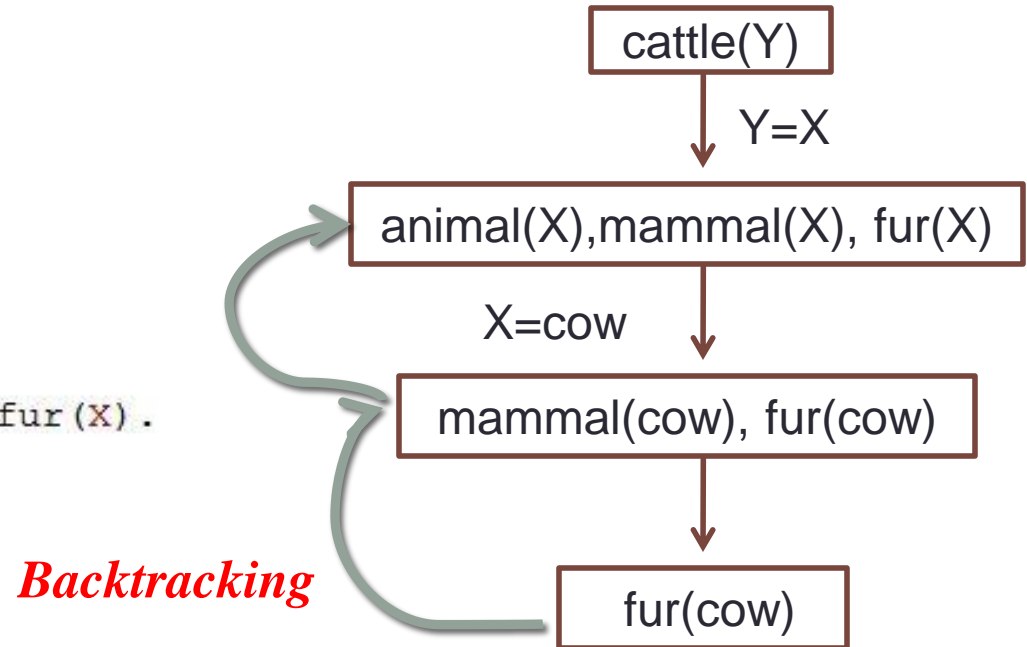 cattle(Y)
Y=X
animal(X),mammal(X), fur(X)
X=cow
fur(X).
mammal(cow), fur(cow)
Backtracking
fur(cow)